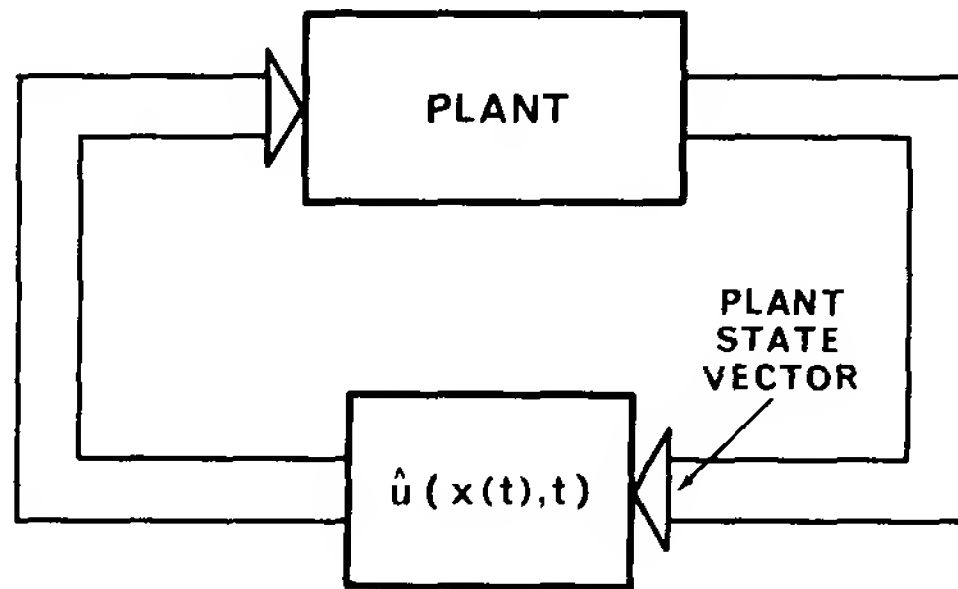 PLANT
PLANT
STATE
VECTOR
û(x(t),t)